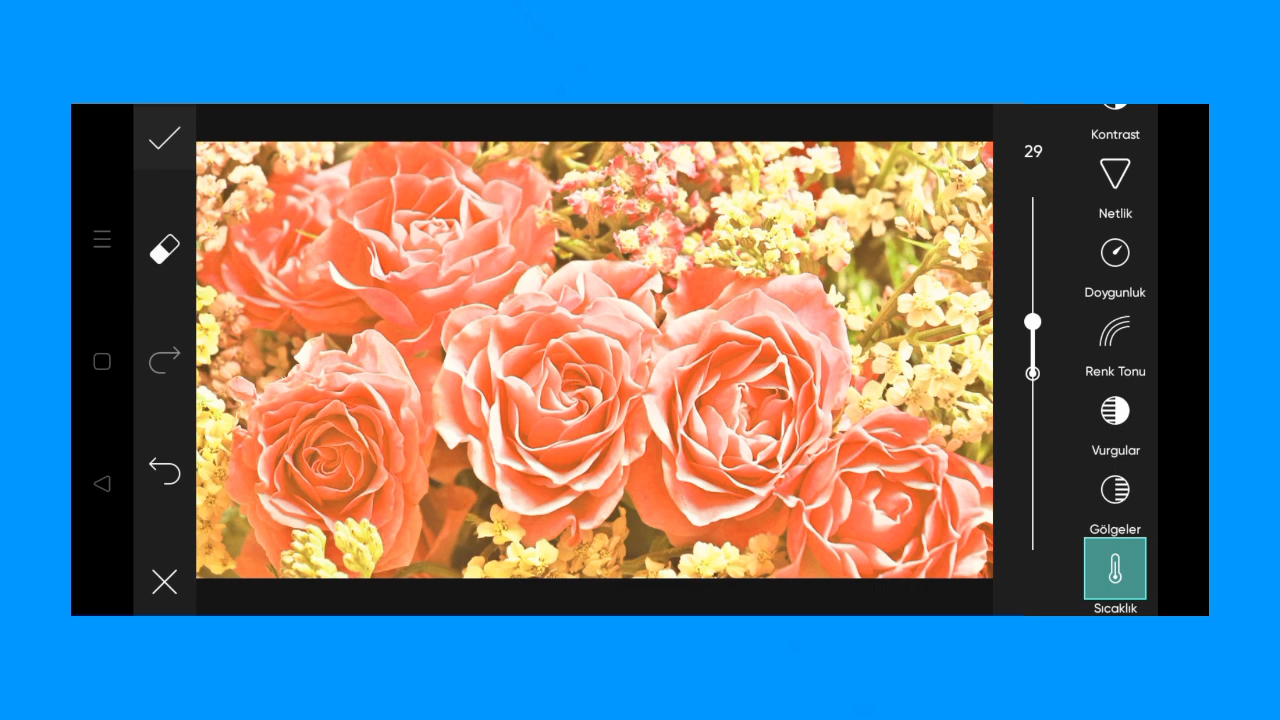 29
Kontrast
Netlik
Doygunluk
Renk Tonu
Vurgular
Gölgeler
Sıcaklık